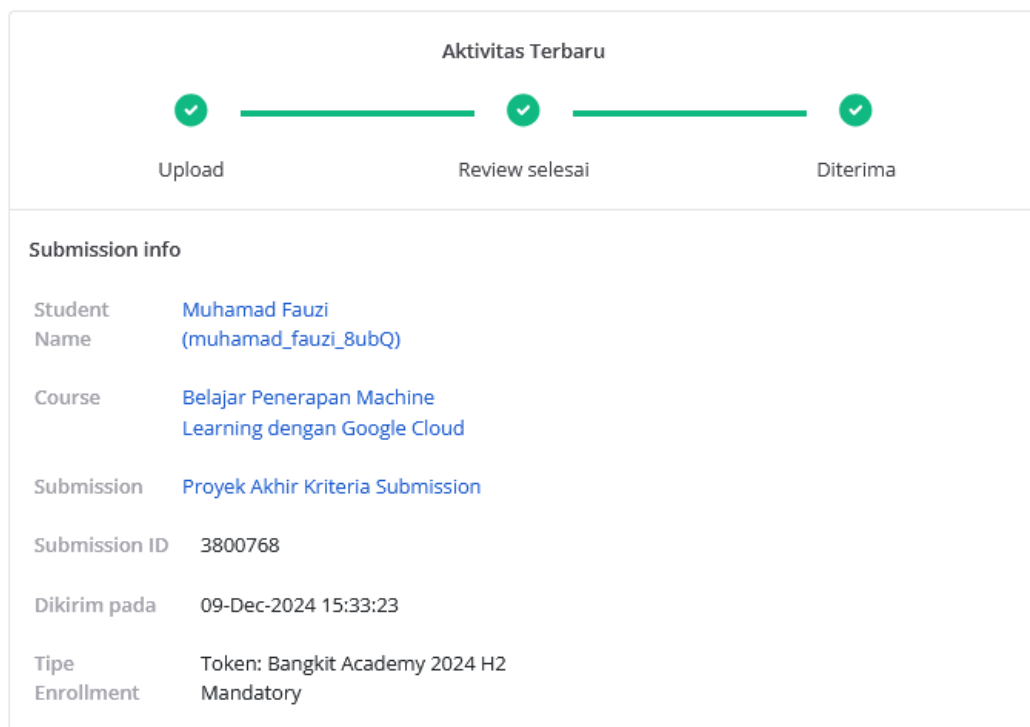 Aktivitas Terbaru
Upload
Review selesai
Diterima
Submission info
Student Name
Muhamad Fauzi
(muhamad_fauzi_8ubQ)
Course
Belajar Penerapan Machine
Learning dengan Google Cloud
Submission
Proyek Akhir Kriteria Submission
Submission ID
3800768
Dikirim pada
09-Dec-2024 15:33:23
Tipe
Enrollment
Token: Bangkit Academy 2024 H2
Mandatory